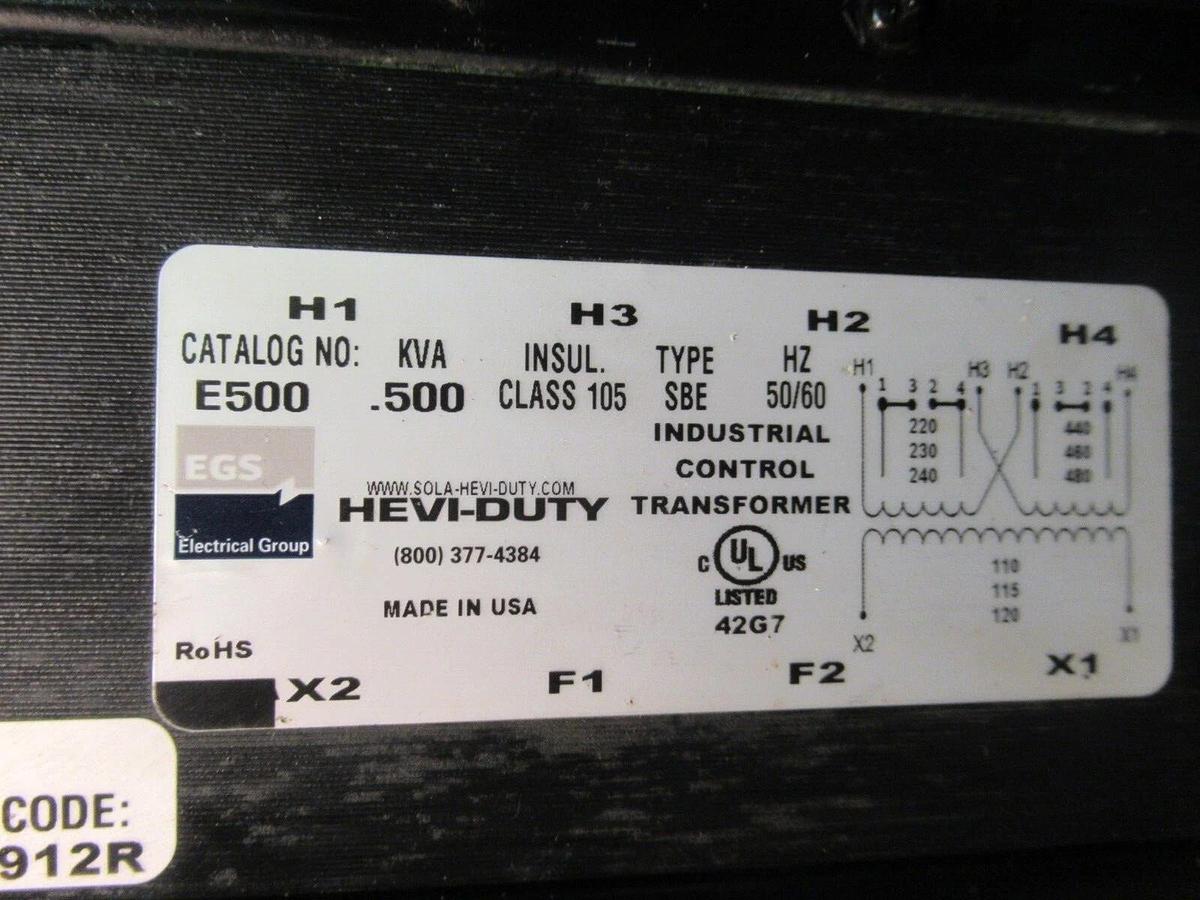 H1 H3 H2 H4
CATALOG NO: KVA INSUL. TYPE HZ
E500 .500 CLASS 105 SBE 50/60
H1 1 3 2 4 H3 H2 1 3 2 4 H4
220 440
230 460
240 480
INDUSTRIAL
CONTROL
TRANSFORMER
EGS
Electrical Group
WWW.SOLA-HEVI-DUTY.COM
HEVI-DUTY
(800) 377-4384
MADE IN USA
C UL US
LISTED
42G7
110
115
120
X2 X1
RoHS
X2 F1 F2 X1
CODE:
912R